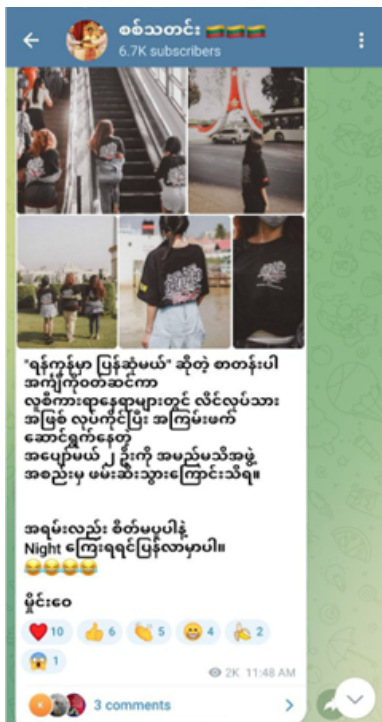 စစ်သတင်း 🇲🇲🇲🇲🇲🇲
6.7K subscribers
"ရန်ကုန်မှာ ပြန်ဆုံမယ်" ဆိုတဲ့ စာတန်းပါ
အကျီကိုဝတ်ဆင်ကာ
လူစီကားရာနေရာများတွင် လိင်လုပ်သား
အဖြစ် လုပ်ကိုင်ပြီး အကြမ်းဖက်
ဆောင်ရွက်နေတဲ့
အပျော်မယ် ၂ ဦးကို အမည်မသိအဖွဲ့
အစည်းမှ ဖမ်းဆီးသွားကြောင်းသိရ။
အရမ်းလည်း စိတ်မပူပါနဲ့
Night ကြေးရရင်ပြန်လာမှာပါ။
😂😂😂😂
မှိုင်းဝေ
❤️ 10 👍 6 👏 5 😁 4 🍌 2
😱 1
2K 11:48 AM
3 comments